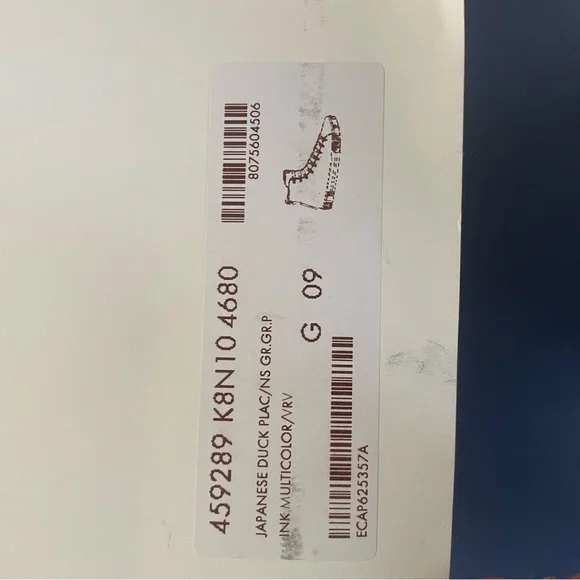 459289 K8N10 4680
8075604506
JAPANESE DUCK PLAC/NS GR.GR.P
INK.MULTICOLOR/VRV
G 09
ECAP625357A